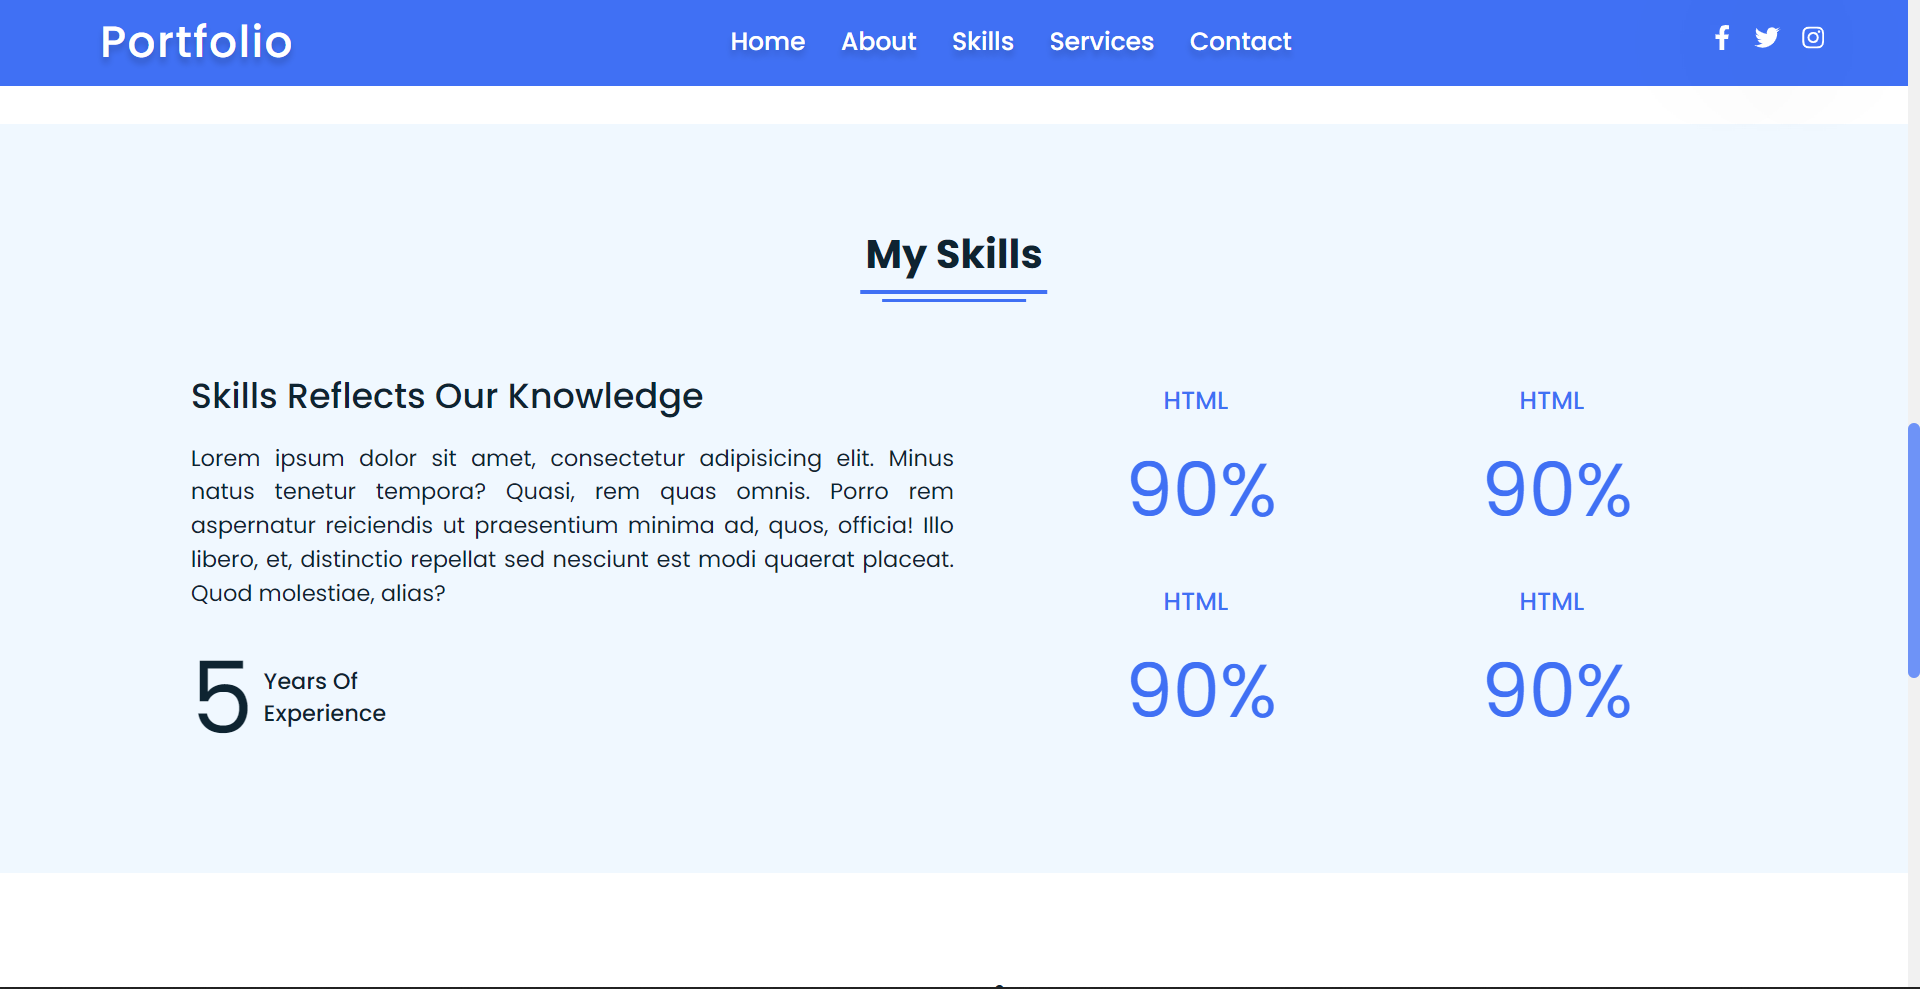 Portfolio
Home About Skills Services Contact
My Skills
Skills Reflects Our Knowledge
Lorem ipsum dolor sit amet, consectetur adipisicing elit. Minus
natus tenetur tempora? Quasi, rem quas omnis. Porro rem
aspernatur reiciendis ut praesentium minima ad, quos, officia! Illo
libero, et, distinctio repellat sed nesciunt est modi quaerat placeat.
Quod molestiae, alias?
5 Years Of
Experience
HTML
90%
HTML
90%
HTML
90%
HTML
90%